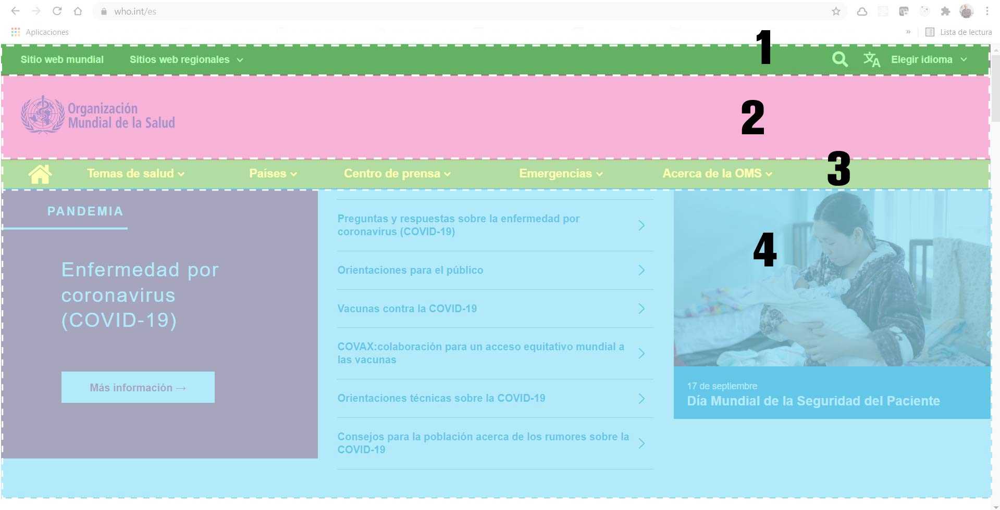 who.int/es
Aplicaciones
» Lista de lectura
1
Sitio web mundial Sitios web regionales Elegir idioma
2
Organización
Mundial de la Salud
3
Temas de salud Países Centro de prensa Emergencias Acerca de la OMS
PANDEMIA
Enfermedad por
coronavirus
(COVID-19)
Más información →
Preguntas y respuestas sobre la enfermedad por
coronavirus (COVID-19)
Orientaciones para el público
Vacunas contra la COVID-19
COVAX:colaboración para un acceso equitativo mundial a
las vacunas
Orientaciones técnicas sobre la COVID-19
Consejos para la población acerca de los rumores sobre la
COVID-19
4
17 de septiembre
Día Mundial de la Seguridad del Paciente